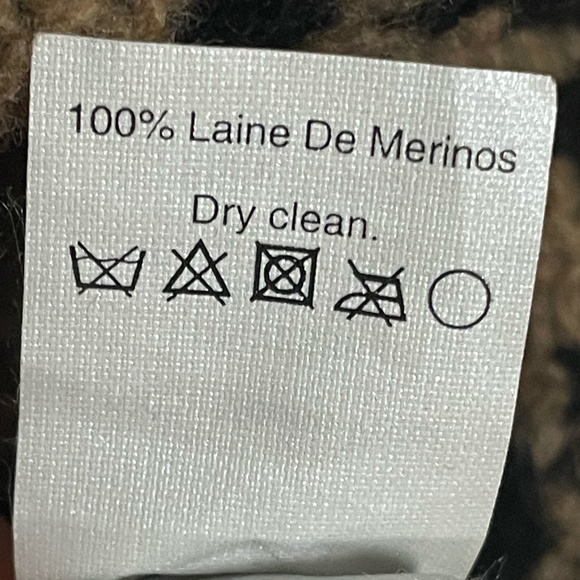 100% Laine De Merinos
Dry clean.